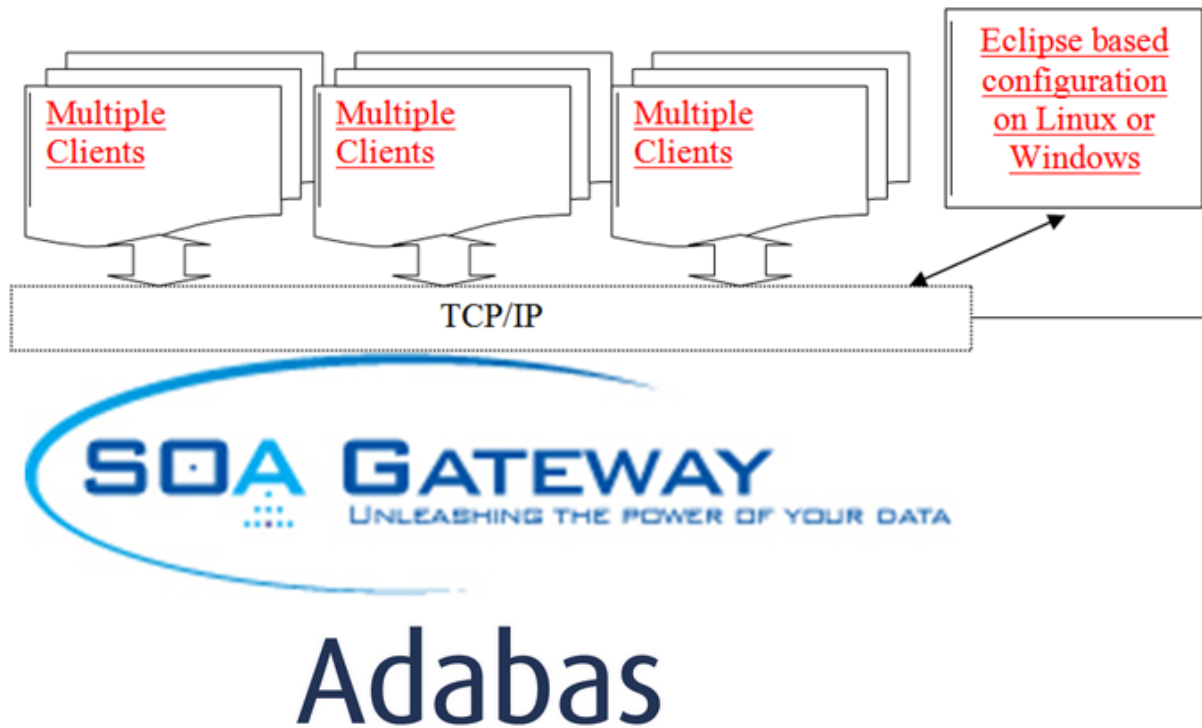 Multiple
Clients
Multiple
Clients
Multiple
Clients
Eclipse based
configuration
on Linux or
Windows
TCP/IP
SOA GATEWAY
UNLEASHING THE POWER OF YOUR DATA
Adabas